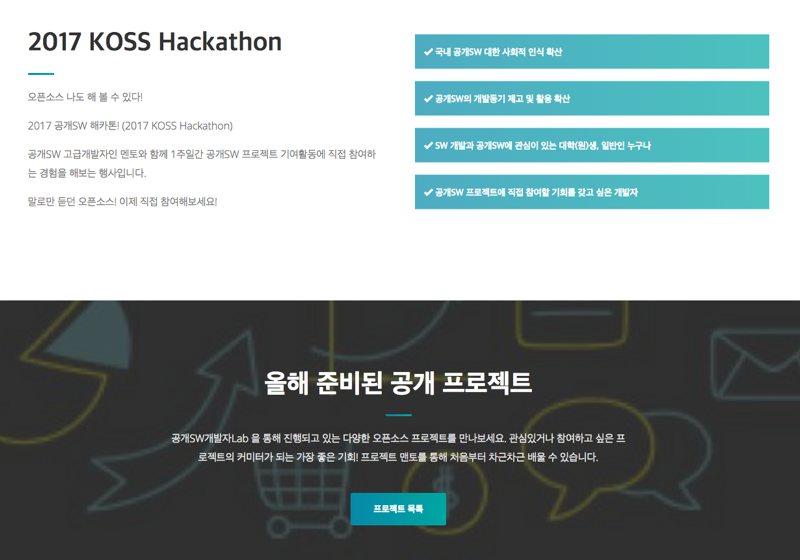 2017 KOSS Hackathon
오픈소스 나도 해 볼 수 있다!
2017 공개SW 해카톤! (2017 KOSS Hackathon)
공개SW 고급개발자인 멘토와 함께 1주일간 공개SW 프로젝트 기여활동에 직접 참여하
는 경험을 해보는 행사입니다.
말로만 듣던 오픈소스! 이제 직접 참여해보세요!
국내 공개SW 대한 사회적 인식 확산
공개SW의 개발동기 제고 및 활용 확산
SW 개발과 공개SW에 관심이 있는 대학(원)생, 일반인 누구나
공개SW 프로젝트에 직접 참여할 기회를 갖고 싶은 개발자
올해 준비된 공개 프로젝트
공개SW개발자Lab 을 통해 진행되고 있는 다양한 오픈소스 프로젝트를 만나보세요. 관심있거나 참여하고 싶은 프
로젝트의 커미터가 되는 가장 좋은 기회! 프로젝트 맨토를 통해 처음부터 차근차근 배울 수 있습니다.
프로젝트 목록